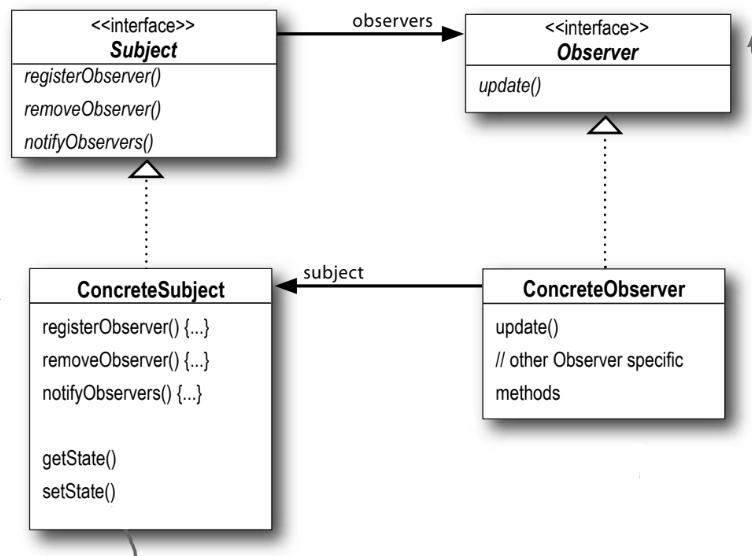 <<interface>>
Subject
registerObserver()
removeObserver()
notifyObservers()
observers
<<interface>>
Observer
update()
ConcreteSubject
registerObserver() {...}
removeObserver() {...}
notifyObservers() {...}
getState()
setState()
subject
ConcreteObserver
update()
// other Observer specific
methods